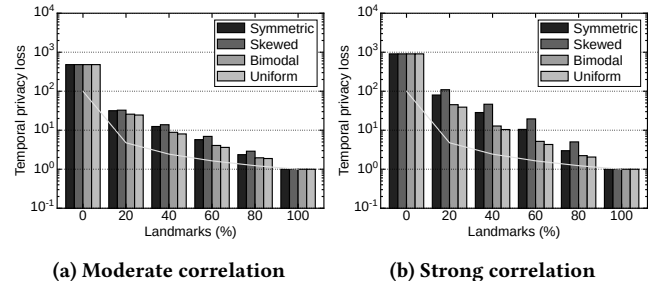 Temporal privacy loss
10^4
10^3
10^2
10^1
10^0
10^-1
Symmetric
Skewed
Bimodal
Uniform
0 20 40 60 80 100
Landmarks (%)
(a) Moderate correlation
Temporal privacy loss
10^4
10^3
10^2
10^1
10^0
10^-1
Symmetric
Skewed
Bimodal
Uniform
0 20 40 60 80 100
Landmarks (%)
(b) Strong correlation